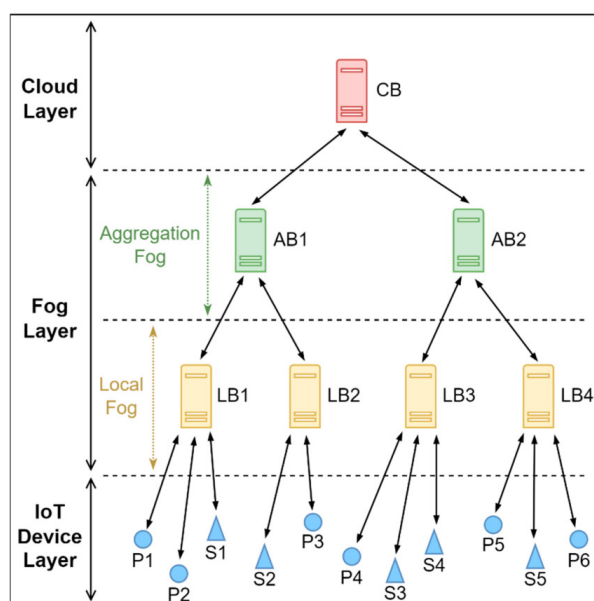 Cloud
Layer
CB
Aggregation
Fog
AB1
AB2
Fog
Layer
Local
Fog
LB1
LB2
LB3
LB4
IoT
Device
Layer
P1
P2
S1
S2
P3
P4
S3
S4
P5
S5
P6